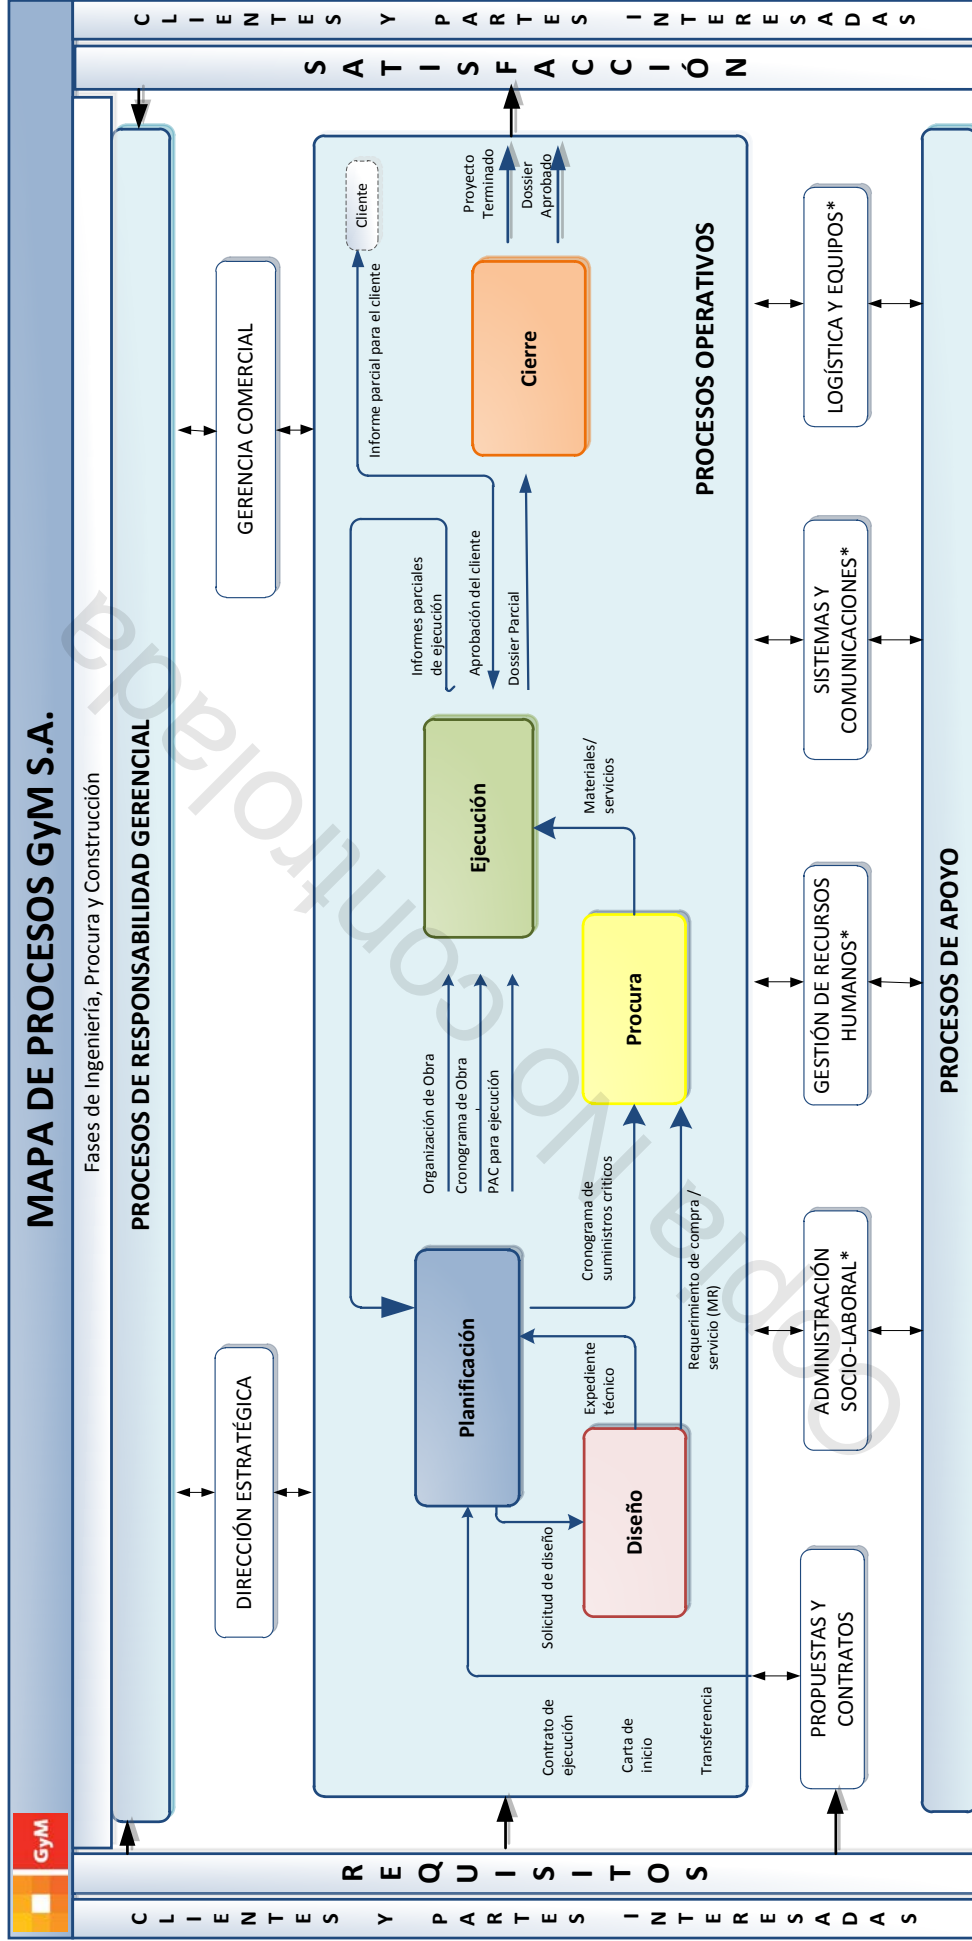 GyM
MAPA DE PROCESOS GyM S.A.
Fases de Ingeniería, Procura y Construcción
PROCESOS DE RESPONSABILIDAD GERENCIAL
CLIENTES Y PARTES INTERESADAS
REQUISITOS
DIRECCIÓN ESTRATÉGICA
GERENCIA COMERCIAL
Contrato de
ejecución
Carta de
inicio
Transferencia
Solicitud de diseño
Planificación
Diseño
Expediente
técnico
Organización de Obra
Cronograma de Obra
PAC para ejecución
Cronograma de
suministros críticos
Requerimiento de compra /
servicio (MR)
Procura
Materiales/
servicios
Ejecución
Informes parciales
de ejecución
Aprobación del cliente
Dossier Parcial
Informe parcial para el cliente
Cliente
Cierre
Proyecto
Terminado
Dossier
Aprobado
PROCESOS OPERATIVOS
PROPUESTAS Y
CONTRATOS
ADMINISTRACIÓN
SOCIO-LABORAL*
GESTIÓN DE RECURSOS
HUMANOS*
SISTEMAS Y
COMUNICACIONES*
LOGÍSTICA Y EQUIPOS*
PROCESOS DE APOYO
SATISFACCIÓN
CLIENTES Y PARTES INTERESADAS
Copia No controlada